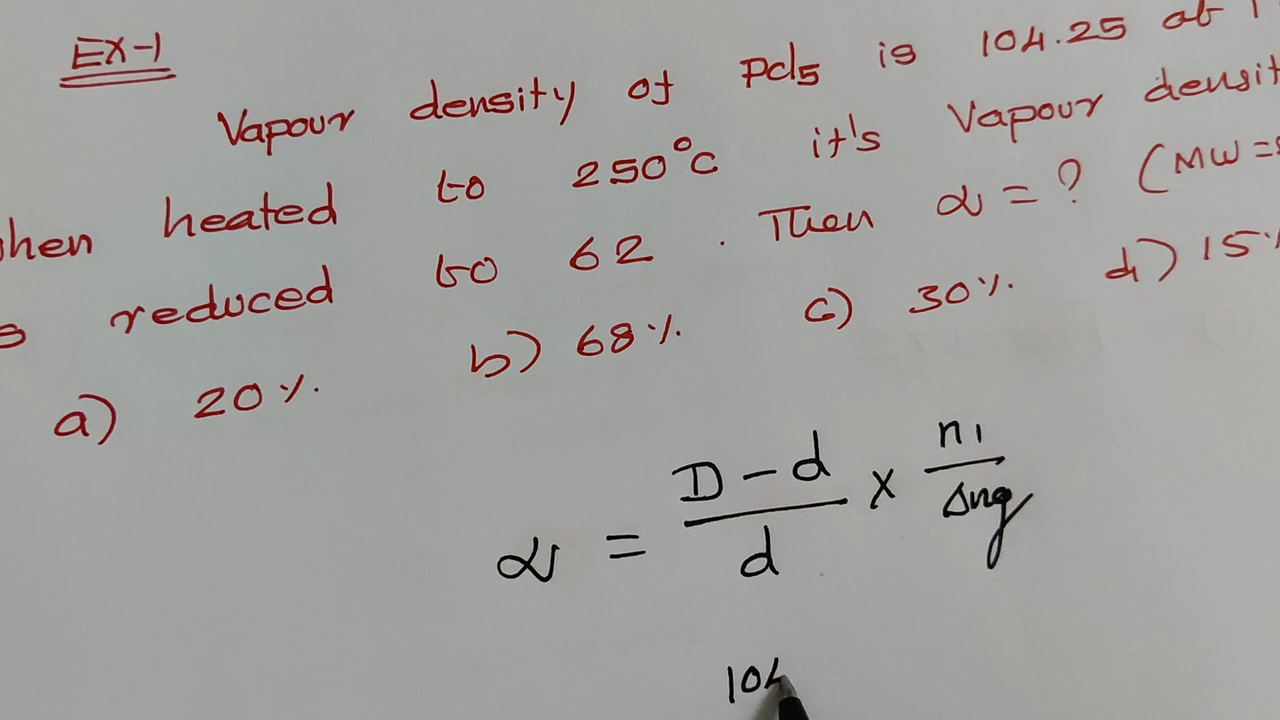 EX-1
Vapour density of PCl5 is 104.25 at
when heated to 250°C it's Vapour densit
s reduced to 62 . Then α = ? (MW =
a) 20% b) 68% c) 30% d) 15%
α = D - d / d × n1 / Δng
104